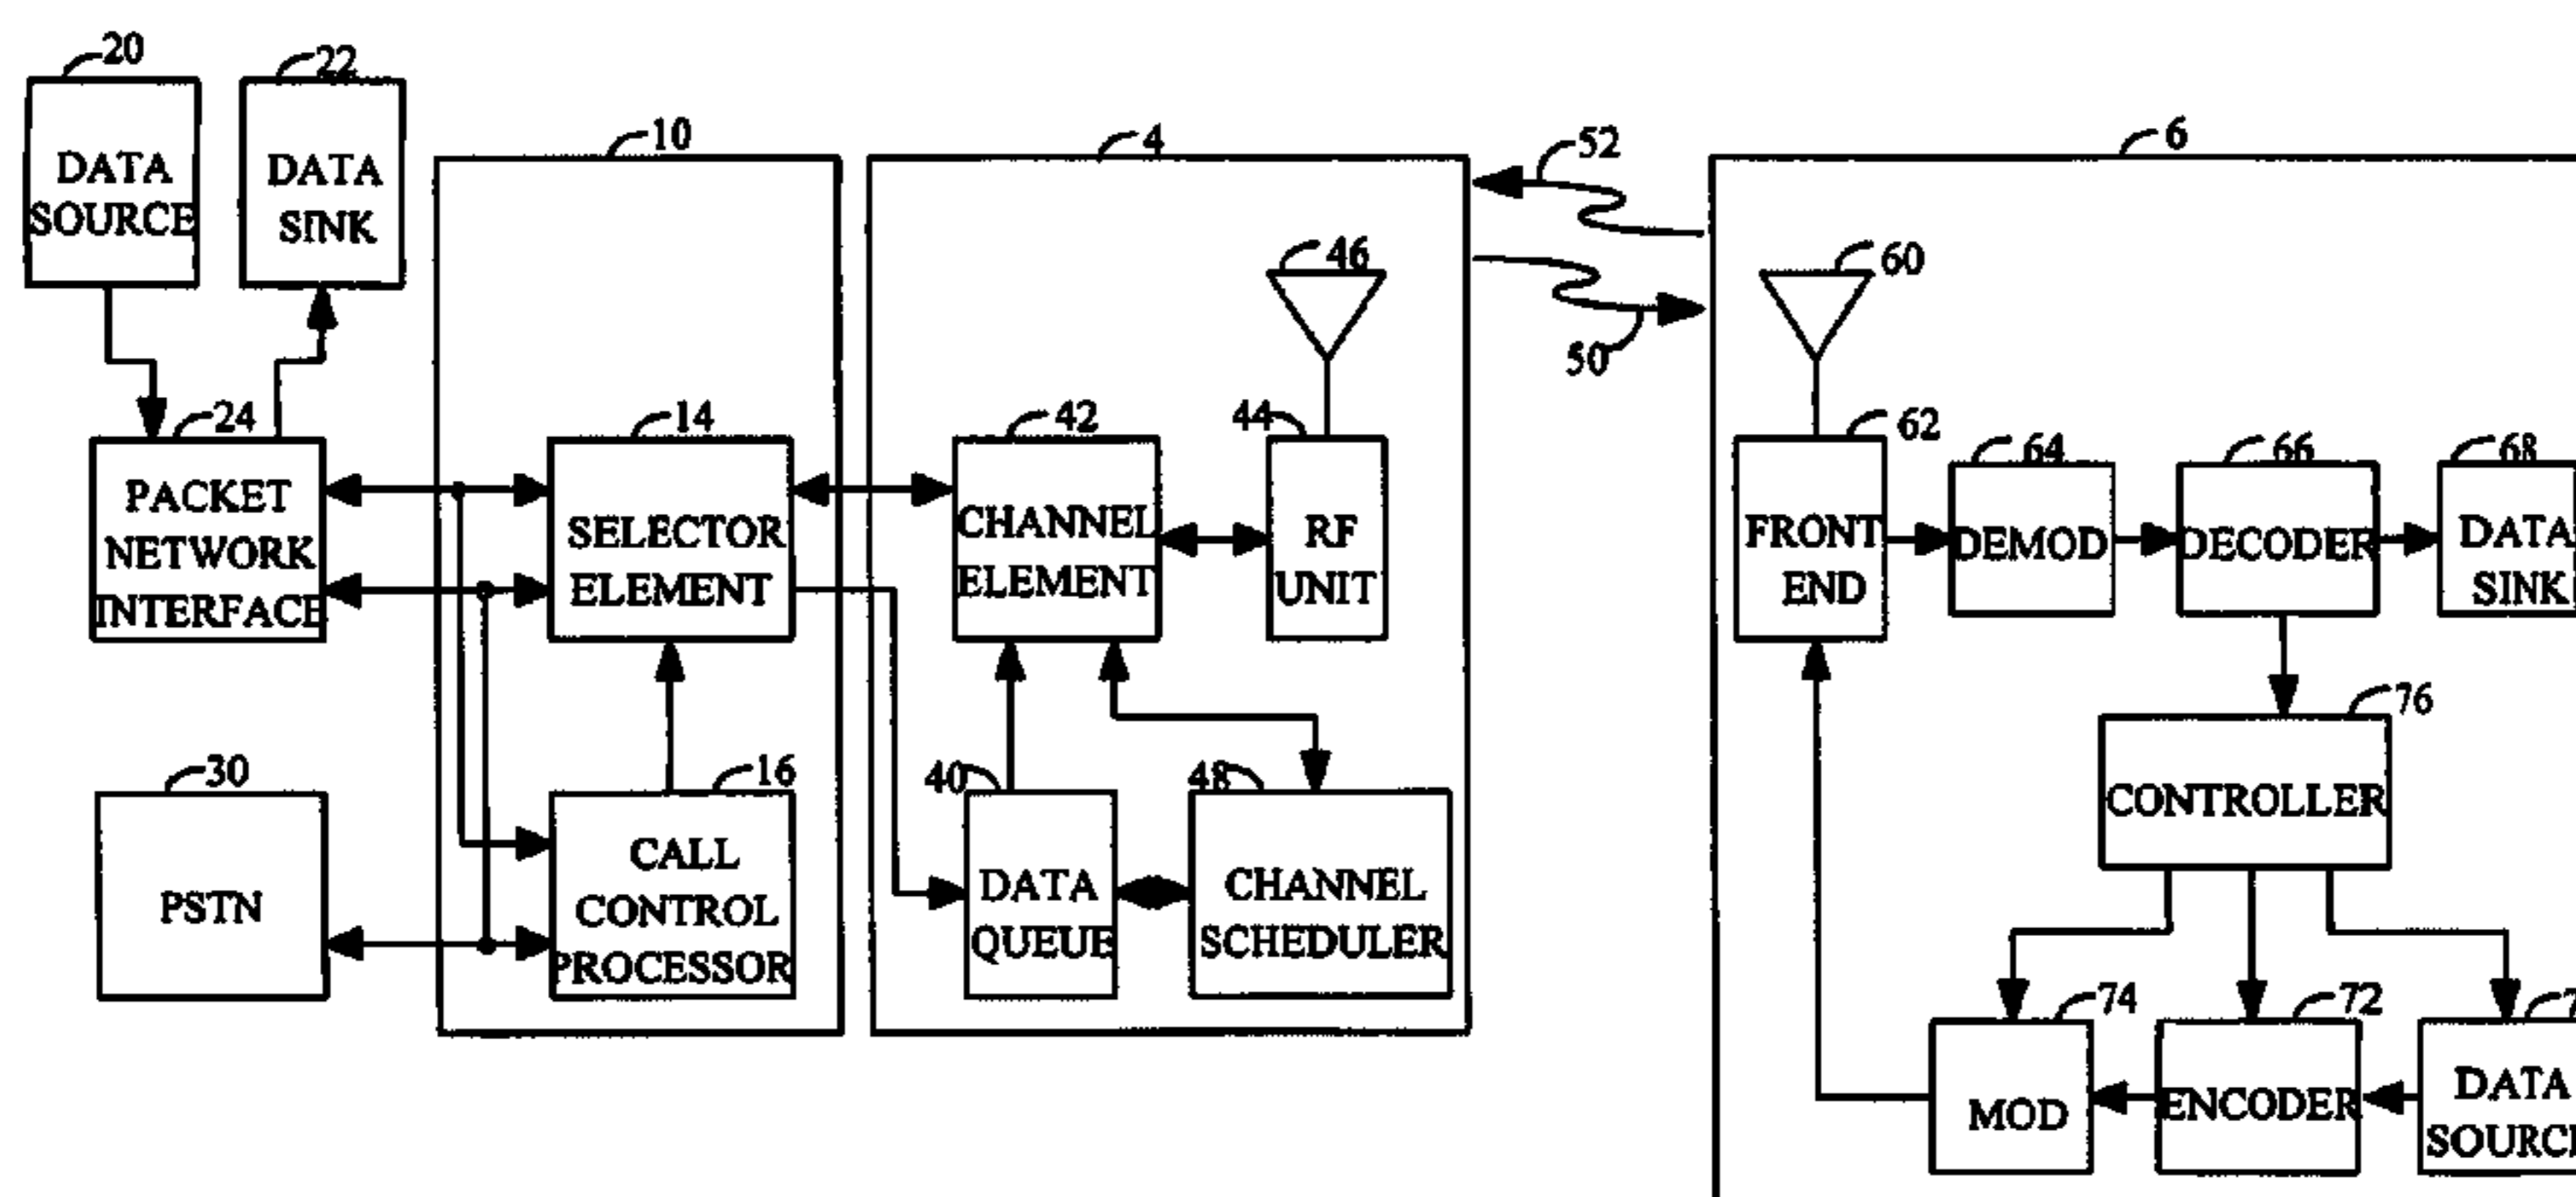 20
22
DATA
SOURCE
DATA
SINK
24
PACKET
NETWORK
INTERFACE
30
PSTN
10
14
SELECTOR
ELEMENT
16
CALL
CONTROL
PROCESSOR
4
46
42
CHANNEL
ELEMENT
44
RF
UNIT
40
DATA
QUEUE
48
CHANNEL
SCHEDULER
52
50
6
60
62
FRONT
END
64
DEMOD
66
DECODER
68
DATA
SINK
76
CONTROLLER
74
MOD
72
ENCODER
DATA